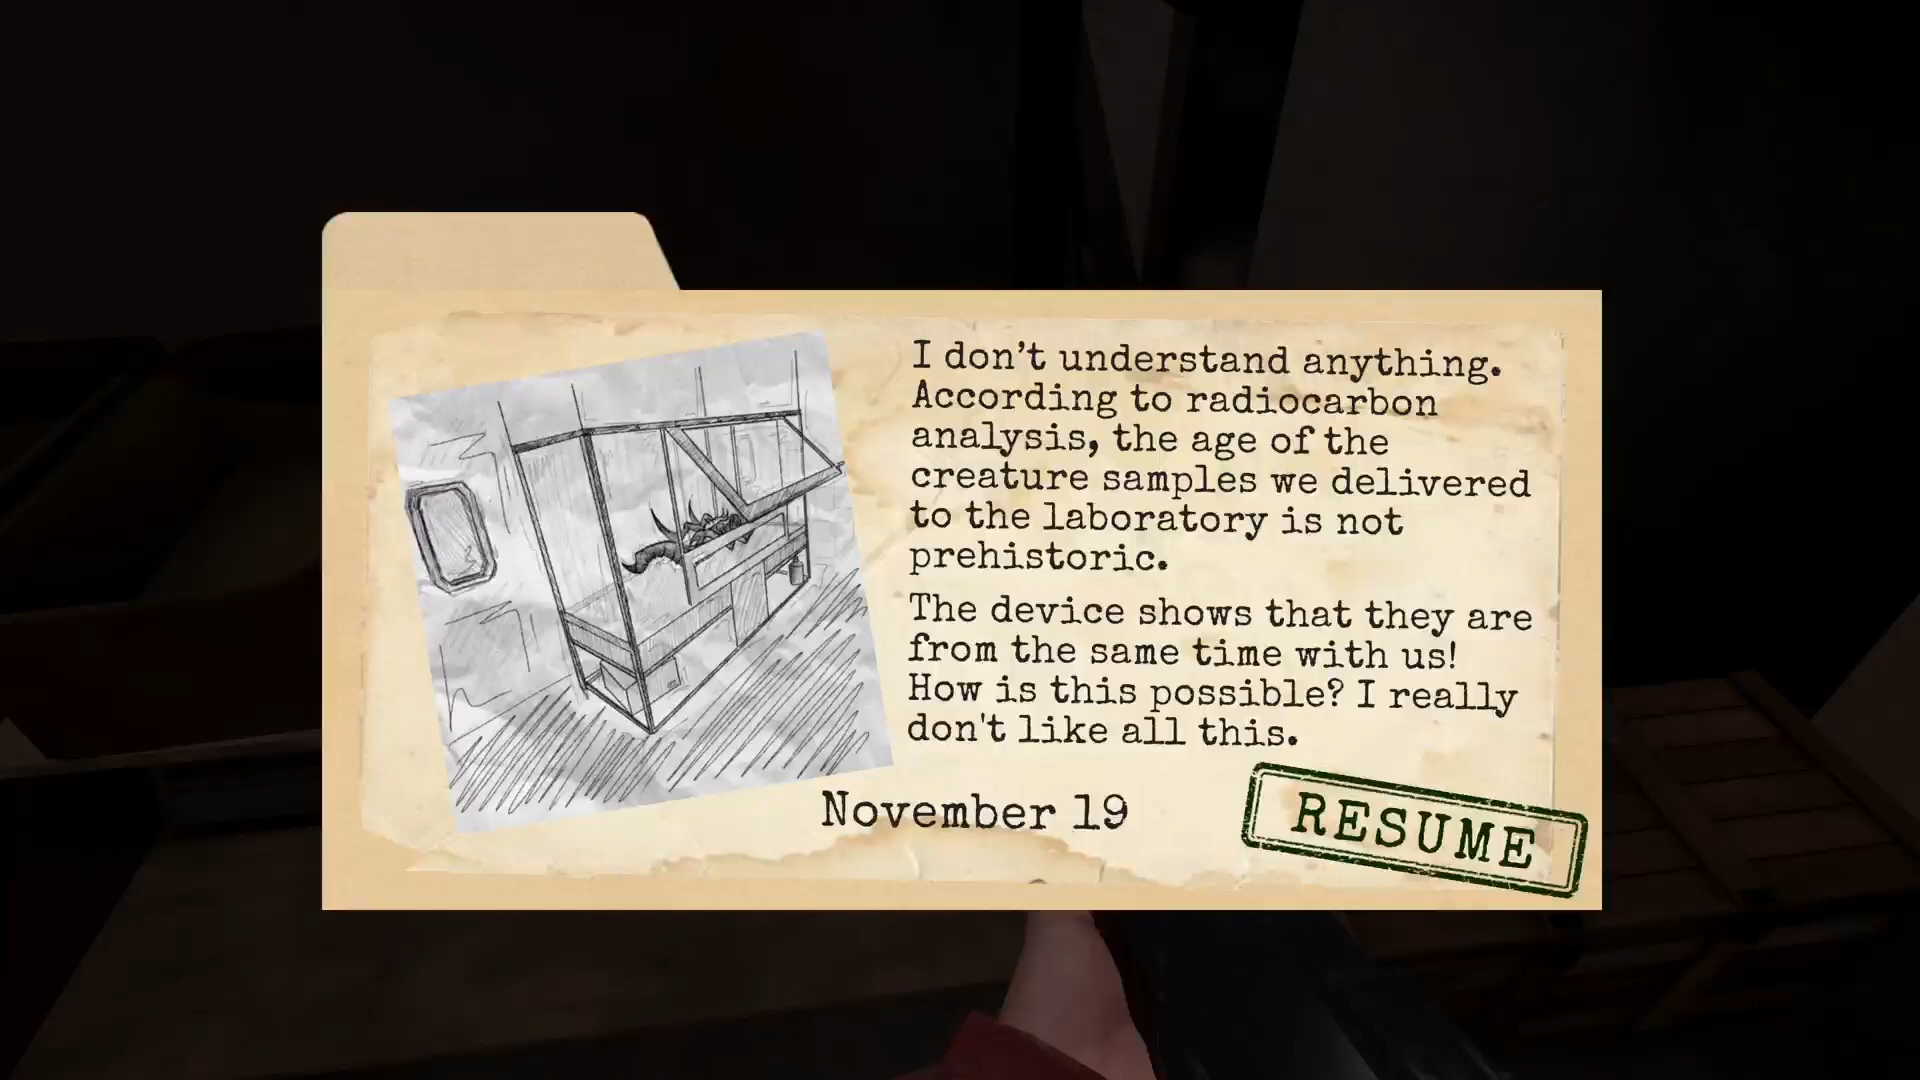 I don’t understand anything.
According to radiocarbon
analysis, the age of the
creature samples we delivered
to the laboratory is not
prehistoric.
The device shows that they are
from the same time with us!
How is this possible? I really
don't like all this.
November 19
RESUME